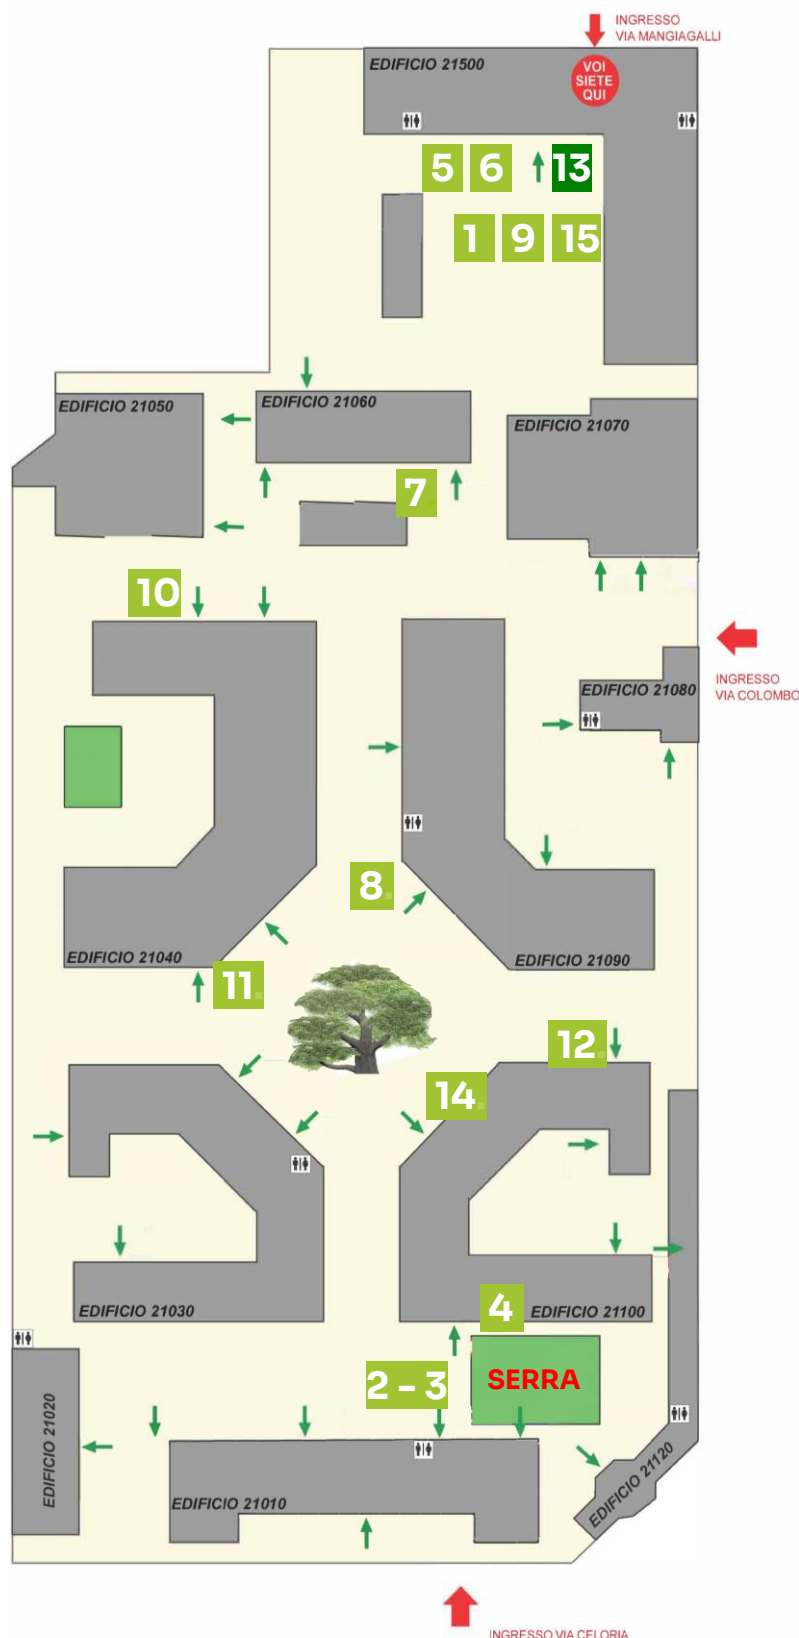 INGRESSO
VIA MANGIAGALLI
EDIFICIO 21500
VOI
SIETE
QUI
5 6 13
1 9 15
EDIFICIO 21050
EDIFICIO 21060
EDIFICIO 21070
7
10
INGRESSO
VIA COLOMBO
EDIFICIO 21080
8.
EDIFICIO 21040
EDIFICIO 21090
11.
12.
14.
EDIFICIO 21030
4
EDIFICIO 21100
2 - 3
SERRA
EDIFICIO 21020
EDIFICIO 21010
EDIFICIO 21120
INGRESSO VIA CELORIA